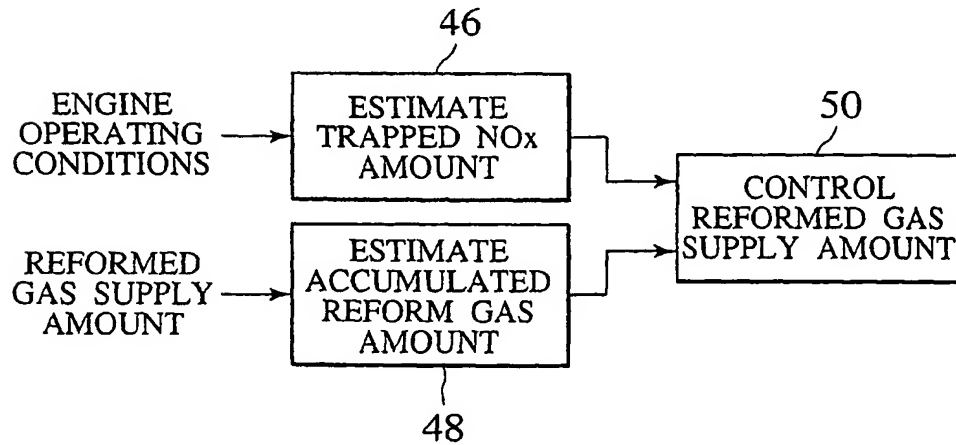 46
ENGINE
OPERATING
CONDITIONS
ESTIMATE
TRAPPED NOx
AMOUNT
50
CONTROL
REFORMED GAS
SUPPLY AMOUNT
REFORMED
GAS SUPPLY
AMOUNT
ESTIMATE
ACCUMULATED
REFORM GAS
AMOUNT
48